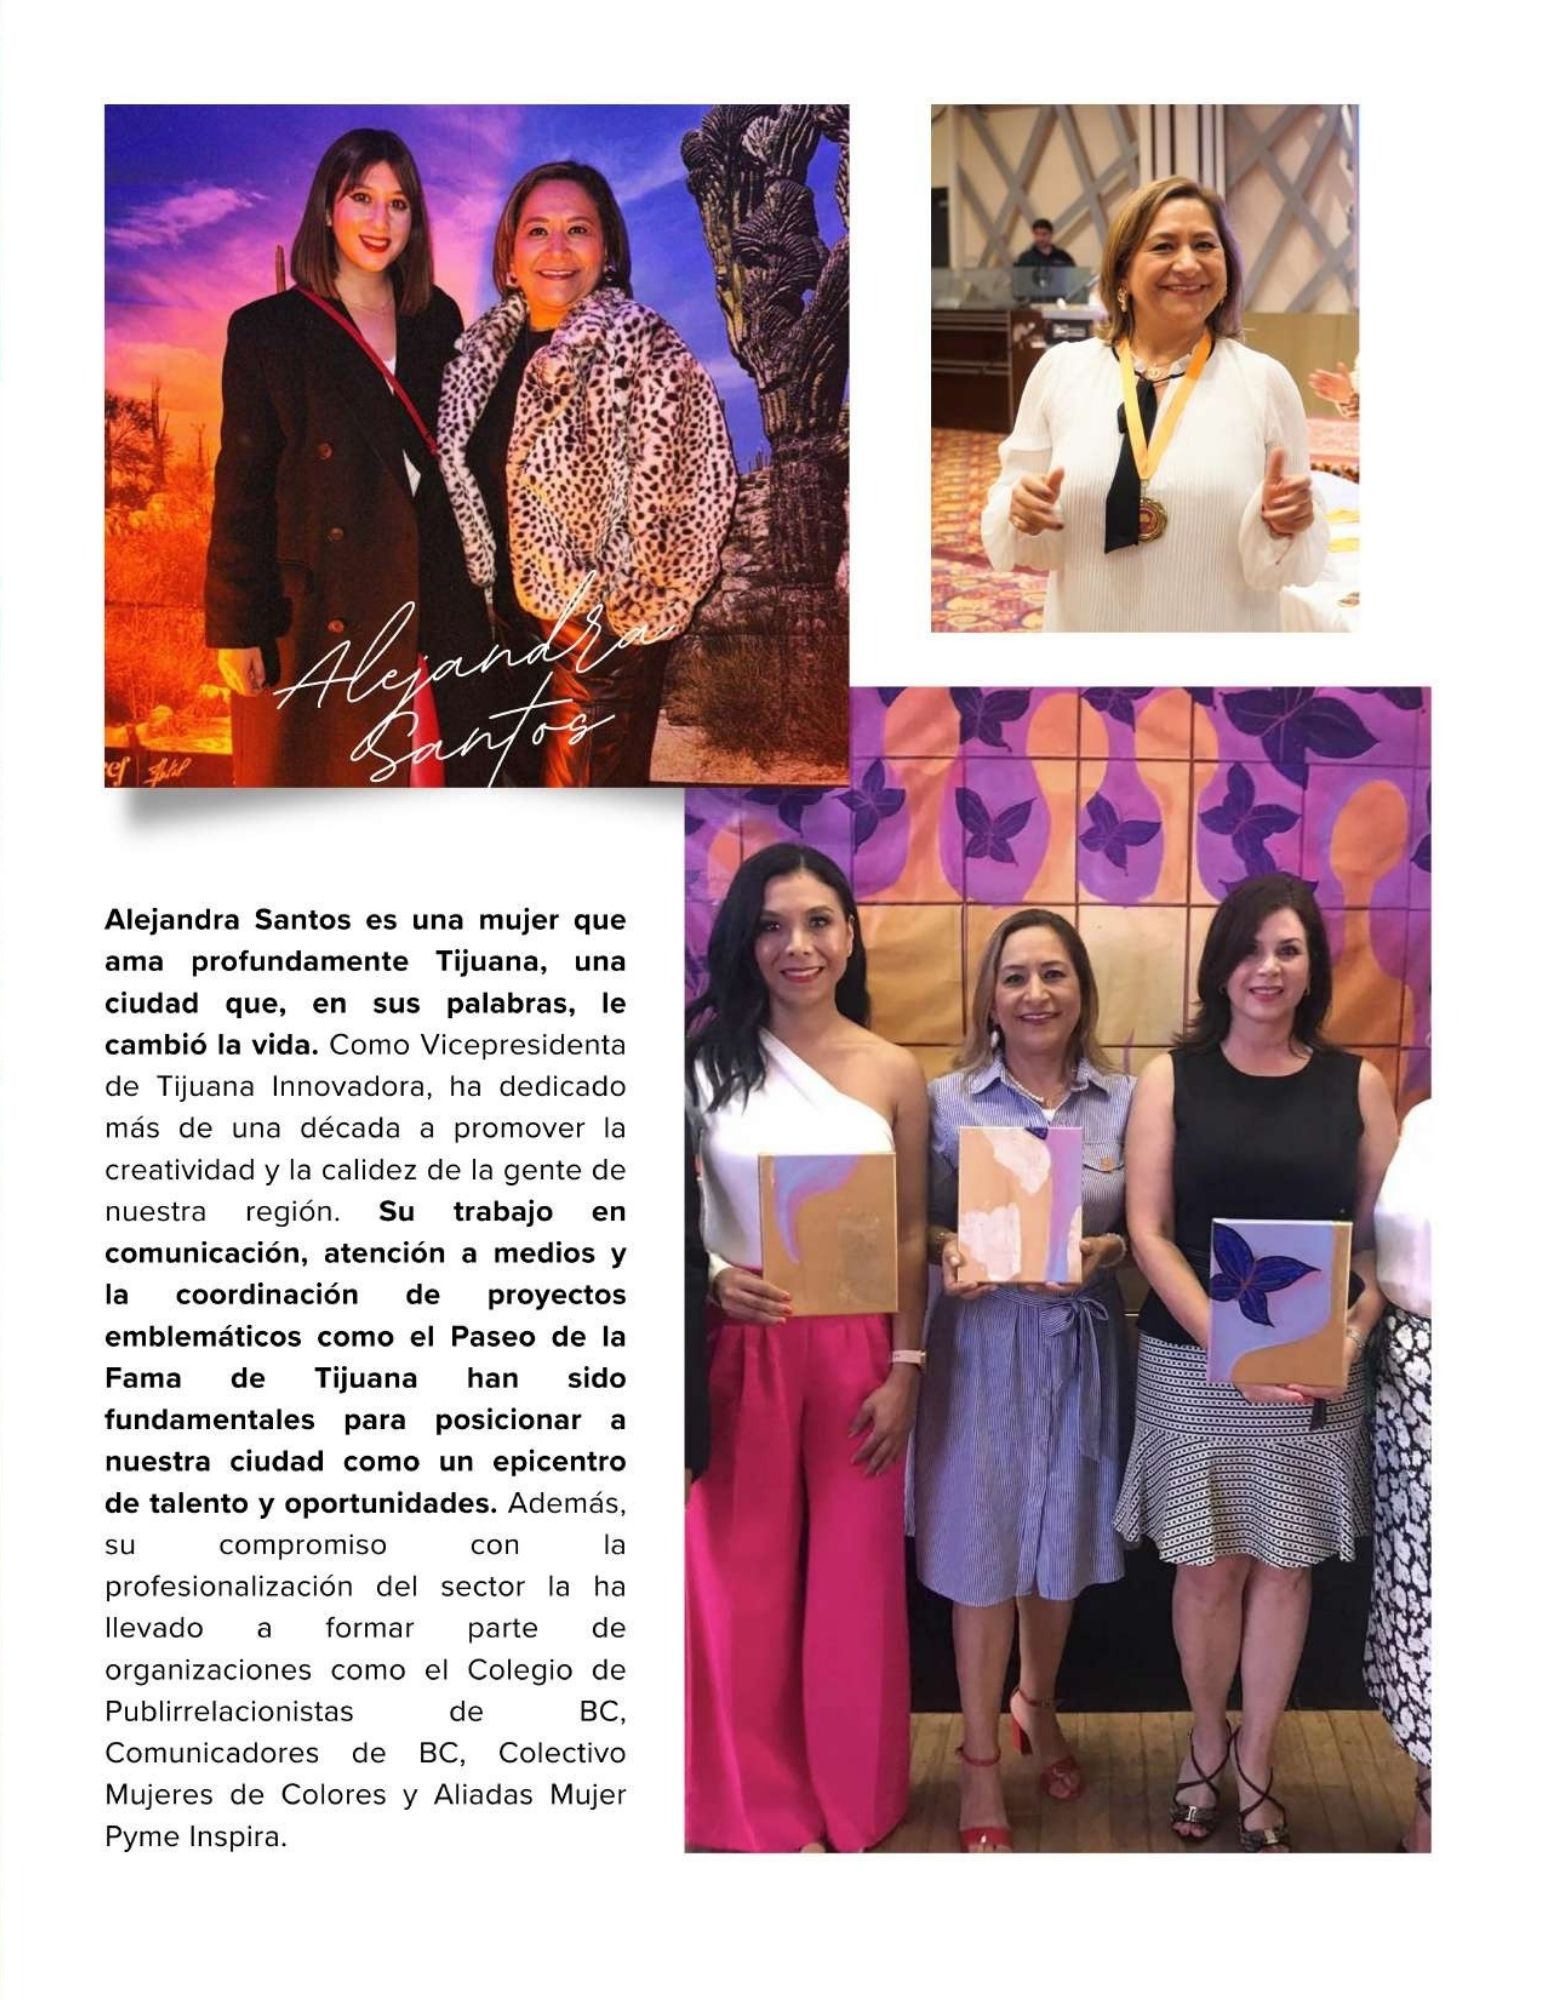 Alejandra
Santos
ef
Alejandra Santos es una mujer que
ama profundamente Tijuana, una
ciudad que, en sus palabras, le
cambió la vida. Como Vicepresidenta
de Tijuana Innovadora, ha dedicado
más de una década a promover la
creatividad y la calidez de la gente de
nuestra región. Su trabajo en
comunicación, atención a medios y
la coordinación de proyectos
emblemáticos como el Paseo de la
Fama de Tijuana han sido
fundamentales para posicionar a
nuestra ciudad como un epicentro
de talento y oportunidades. Además,
su compromiso con la
profesionalización del sector la ha
llevado a formar parte de
organizaciones como el Colegio de
Publirrelacionistas de BC,
Comunicadores de BC, Colectivo
Mujeres de Colores y Aliadas Mujer
Pyme Inspira.